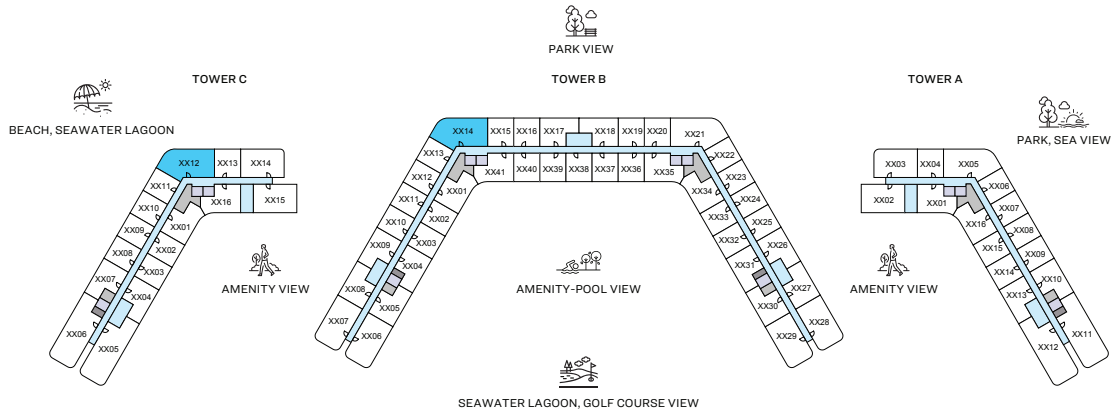 PARK VIEW
TOWER C
TOWER B
TOWER A
BEACH, SEAWATER LAGOON
PARK, SEA VIEW
XX12
XX13
XX14
XX11
XX10
XX09
XX08
XX07
XX06
XX05
XX04
XX03
XX02
XX01
XX16
XX15
XX14
XX15
XX16
XX17
XX18
XX19
XX20
XX21
XX13
XX12
XX11
XX10
XX09
XX08
XX07
XX06
XX05
XX04
XX03
XX02
XX01
XX41
XX40
XX39
XX38
XX37
XX36
XX35
XX34
XX33
XX32
XX31
XX30
XX29
XX28
XX27
XX26
XX25
XX24
XX23
XX22
XX03
XX04
XX05
XX02
XX01
XX16
XX15
XX14
XX13
XX12
XX11
XX10
XX09
XX08
XX07
XX06
AMENITY VIEW
AMENITY-POOL VIEW
AMENITY VIEW
SEAWATER LAGOON, GOLF COURSE VIEW